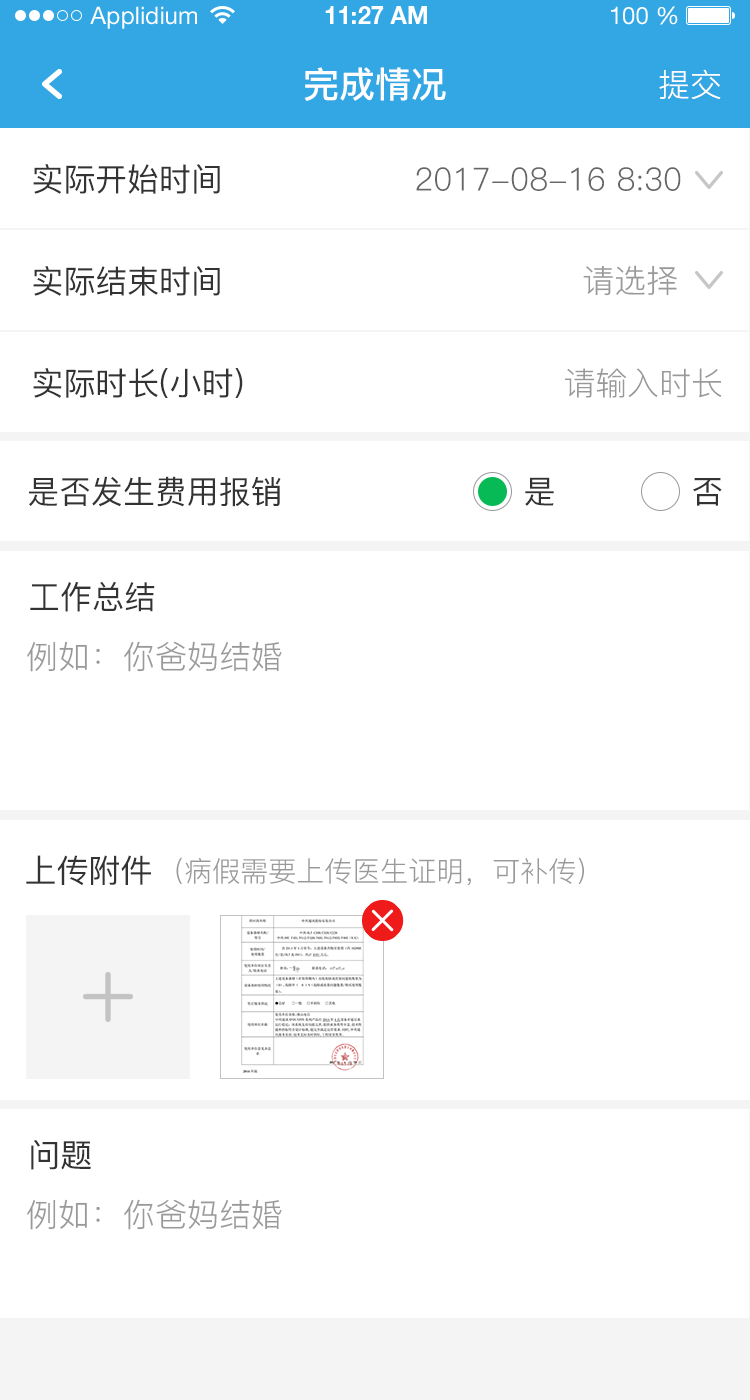 Applidium 11:27 AM 100 %
完成情况 提交
实际开始时间 2017-08-16 8:30
实际结束时间 请选择
实际时长(小时) 请输入时长
是否发生费用报销 是 否
工作总结
例如：你爸妈结婚
上传附件（病假需要上传医生证明，可补传）
问题
例如：你爸妈结婚